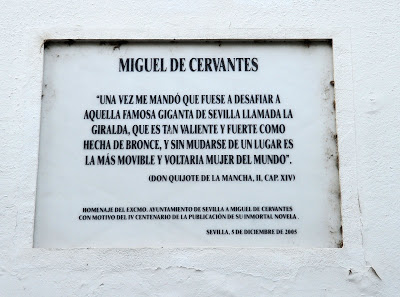 MIGUEL DE CERVANTES
"UNA VEZ ME MANDÓ QUE FUESE A DESAFIAR A
AQUELLA FAMOSA GIGANTA DE SEVILLA LLAMADA LA
GIRALDA, QUE ES TAN VALIENTE Y FUERTE COMO
HECHA DE BRONCE, Y SIN MUDARSE DE UN LUGAR ES
LA MÁS MOVIBLE Y VOLTARIA MUJER DEL MUNDO".
(DON QUIJOTE DE LA MANCHA, II, CAP. XIV)
HOMENAJE DEL EXCMO. AYUNTAMIENTO DE SEVILLA A MIGUEL DE CERVANTES
CON MOTIVO DEL IV CENTENARIO DE LA PUBLICACIÓN DE SU INMORTAL NOVELA
SEVILLA, 5 DE DICIEMBRE DE 2005